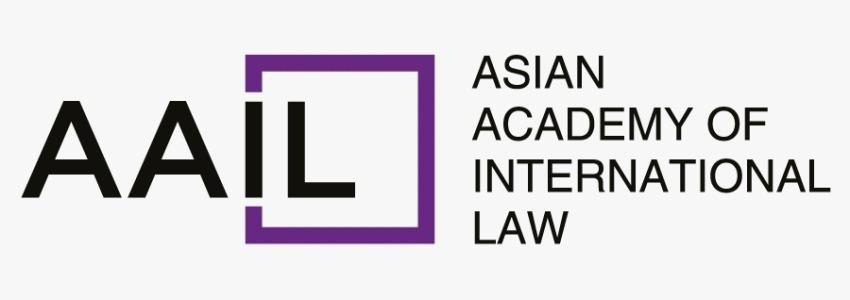 AAIL
ASIAN
ACADEMY OF
INTERNATIONAL
LAW